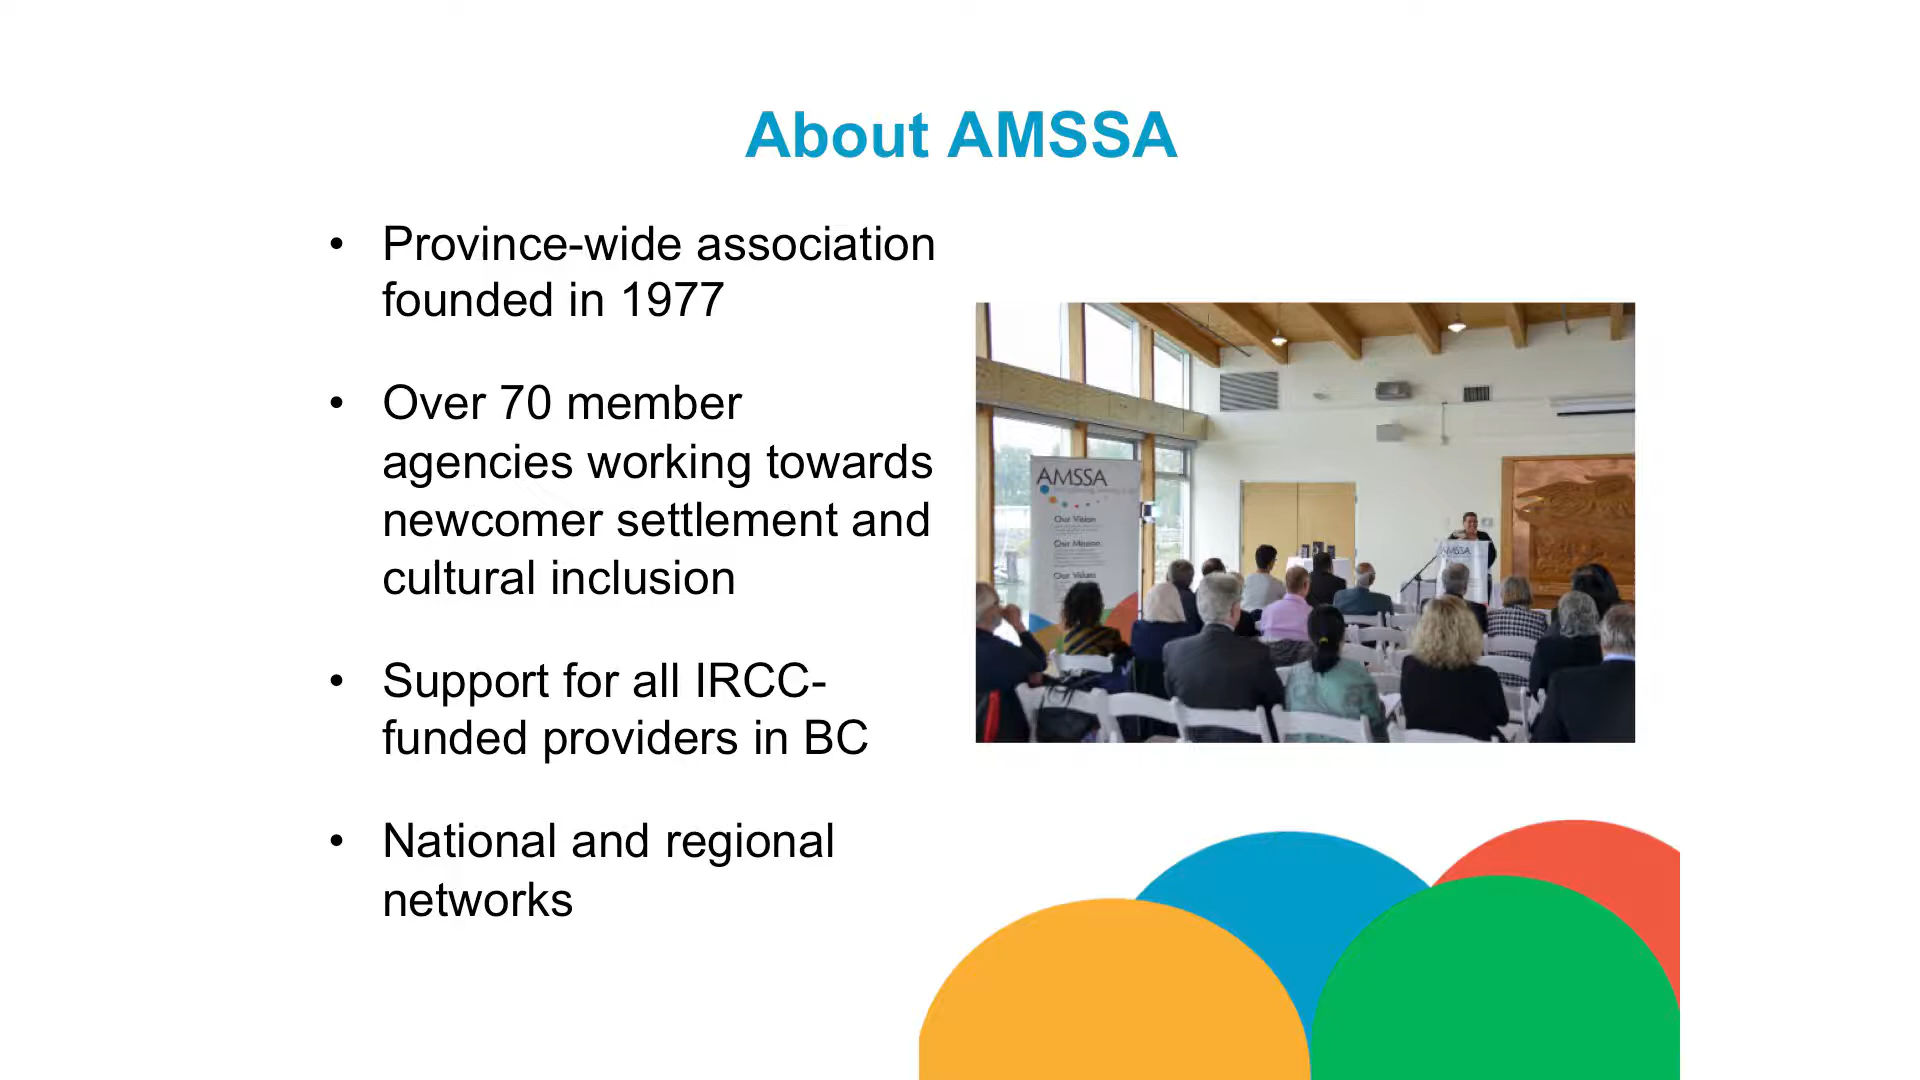 About AMSSA
• Province-wide association
founded in 1977
• Over 70 member
agencies working towards
newcomer settlement and
cultural inclusion
• Support for all IRCC-
funded providers in BC
• National and regional
networks
AMSSA
Our Vision
Our Mission
Our Values
AMSSA